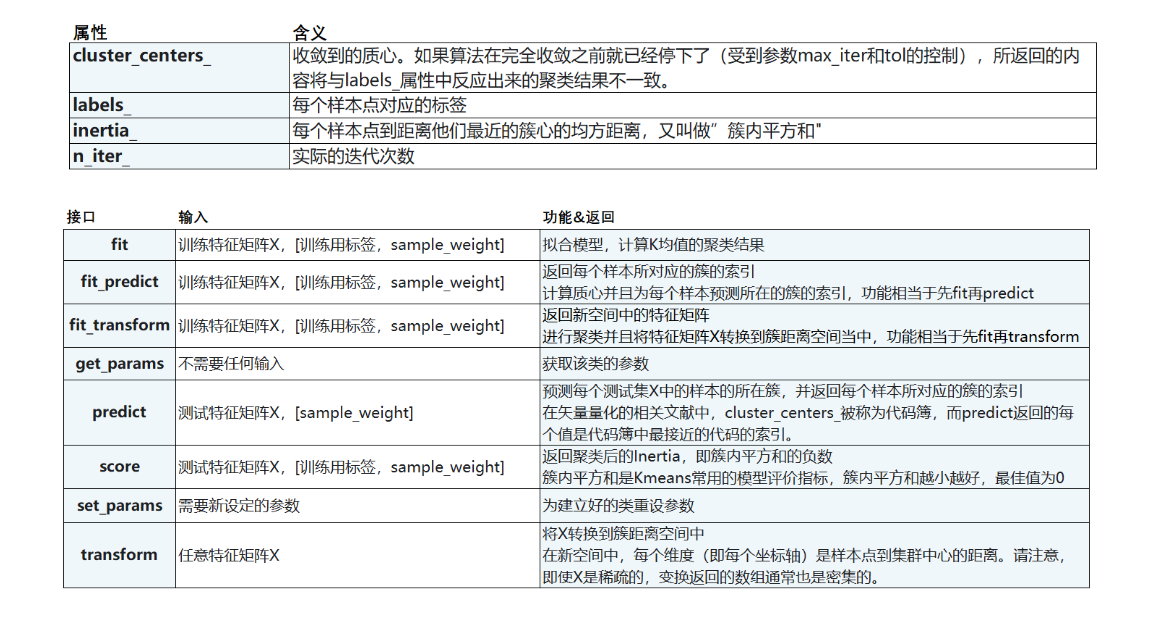 属性 含义
cluster_centers_ 收敛到的质心。如果算法在完全收敛之前就已经停下了（受到参数max_iter和tol的控制），所返回的内
容将与labels_属性中反应出来的聚类结果不一致。
labels_ 每个样本点对应的标签
inertia_ 每个样本点到距离他们最近的簇心的均方距离，又叫做”簇内平方和"
n_iter_ 实际的迭代次数
接口 输入 功能&返回
fit 训练特征矩阵X，[训练用标签，sample_weight] 拟合模型，计算K均值的聚类结果
fit_predict 训练特征矩阵X，[训练用标签，sample_weight] 返回每个样本所对应的簇的索引
计算质心并且为每个样本预测所在的簇的索引，功能相当于先fit再predict
fit_transform 训练特征矩阵X，[训练用标签，sample_weight] 返回新空间中的特征矩阵
进行聚类并且将特征矩阵X转换到簇距离空间当中，功能相当于先fit再transform
get_params 不需要任何输入 获取该类的参数
predict 测试特征矩阵X，[sample_weight] 预测每个测试集X中的样本的所在簇，并返回每个样本所对应的簇的索引
在矢量量化的相关文献中，cluster_centers_被称为代码簿，而predict返回的每
个值是代码簿中最接近的代码的索引。
score 测试特征矩阵X，[训练用标签，sample_weight] 返回聚类后的Inertia，即簇内平方和的负数
簇内平方和是Kmeans常用的模型评价指标，簇内平方和越小越好，最佳值为0
set_params 需要新设定的参数 为建立好的类重设参数
transform 任意特征矩阵X 将X转换到簇距离空间中
在新空间中，每个维度（即每个坐标轴）是样本点到集群中心的距离。请注意，
即使X是稀疏的，变换返回的数组通常也是密集的。